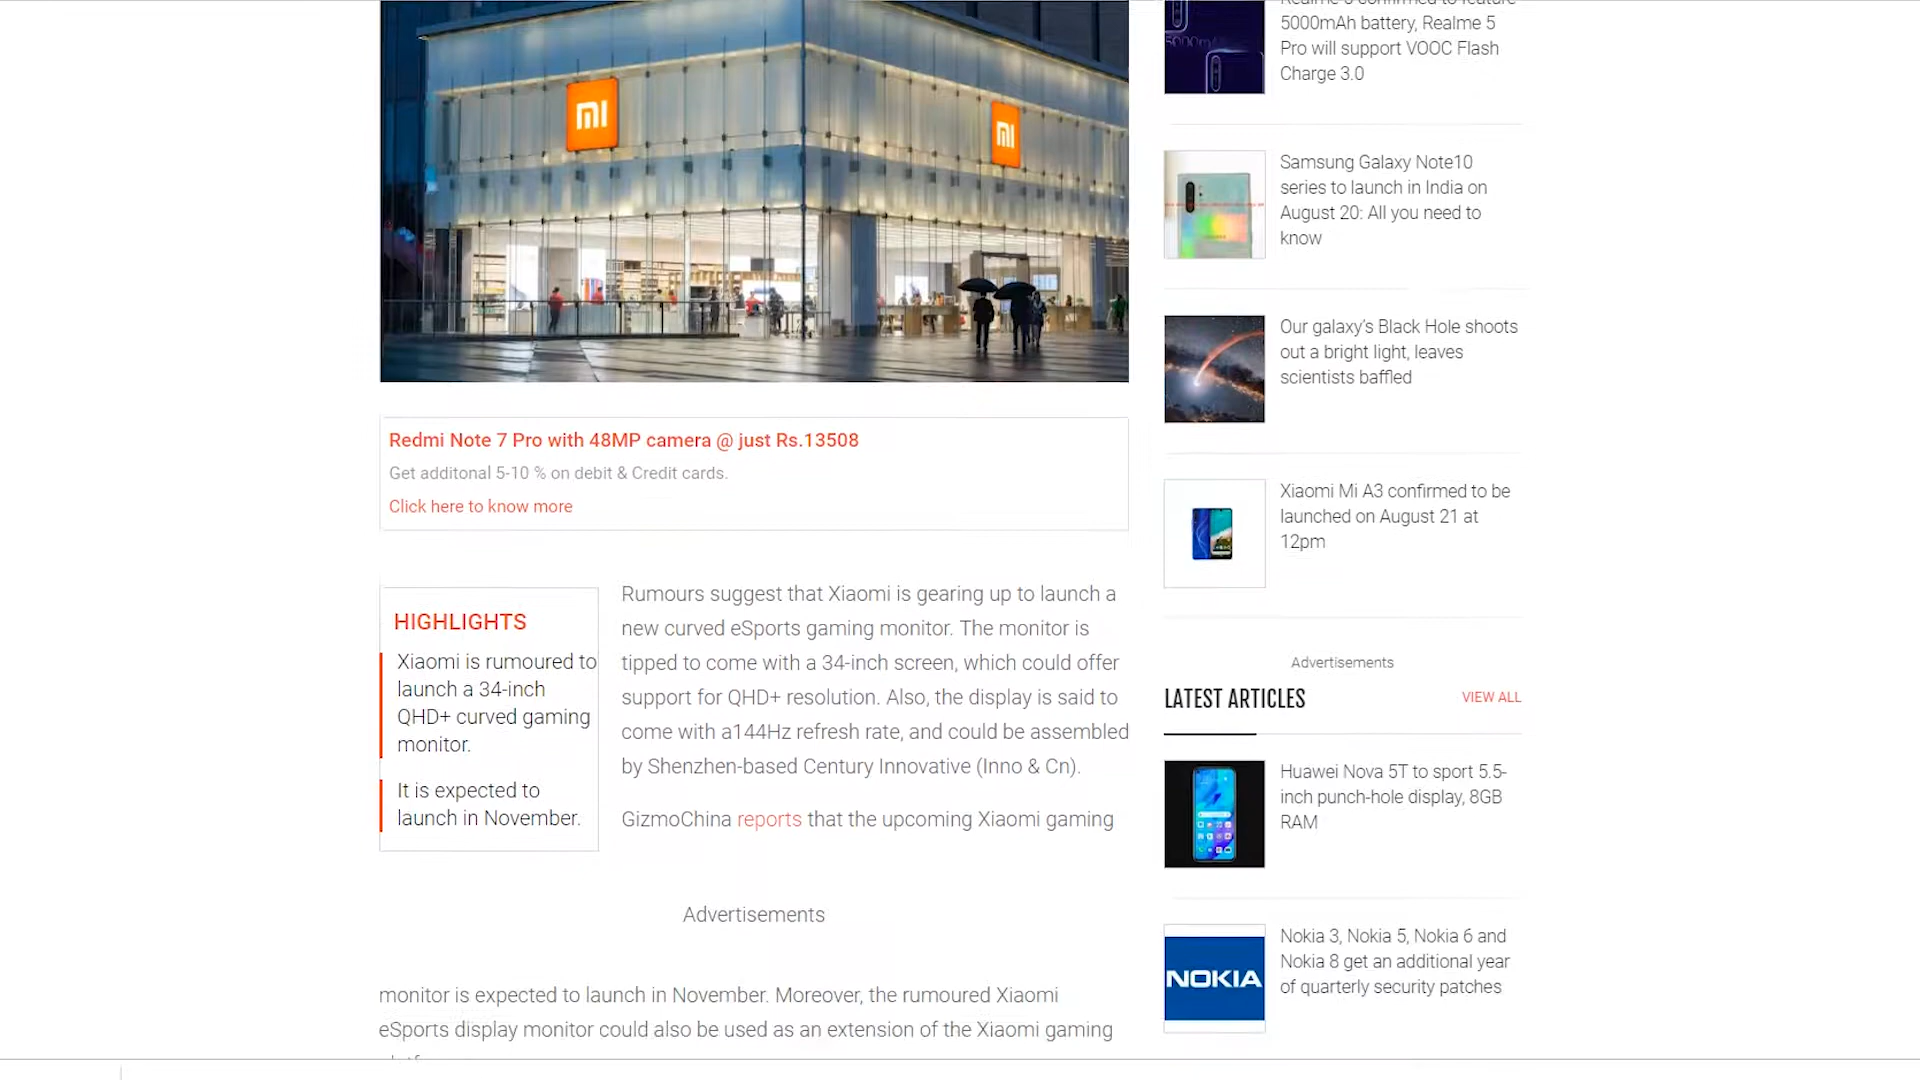 mi
mi
Redmi Note 7 Pro with 48MP camera @ just Rs.13508
Get additonal 5-10 % on debit & Credit cards.
Click here to know more
HIGHLIGHTS
Xiaomi is rumoured to
launch a 34-inch
QHD+ curved gaming
monitor.
It is expected to
launch in November.
Rumours suggest that Xiaomi is gearing up to launch a
new curved eSports gaming monitor. The monitor is
tipped to come with a 34-inch screen, which could offer
support for QHD+ resolution. Also, the display is said to
come with a144Hz refresh rate, and could be assembled
by Shenzhen-based Century Innovative (Inno & Cn).
GizmoChina reports that the upcoming Xiaomi gaming
Advertisements
monitor is expected to launch in November. Moreover, the rumoured Xiaomi
eSports display monitor could also be used as an extension of the Xiaomi gaming
5000mAh battery, Realme 5
Pro will support VOOC Flash
Charge 3.0
Samsung Galaxy Note10
series to launch in India on
August 20: All you need to
know
Our galaxy's Black Hole shoots
out a bright light, leaves
scientists baffled
Xiaomi Mi A3 confirmed to be
launched on August 21 at
12pm
Advertisements
LATEST ARTICLES
VIEW ALL
Huawei Nova 5T to sport 5.5-
inch punch-hole display, 8GB
RAM
NOKIA
Nokia 3, Nokia 5, Nokia 6 and
Nokia 8 get an additional year
of quarterly security patches